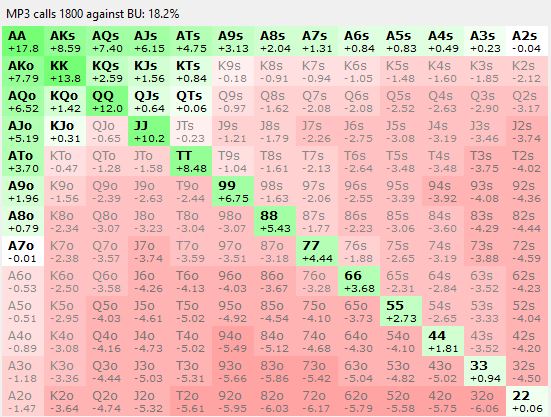 MP3 calls 1800 against BU: 18.2%
AA AKs AQs AJs ATs A9s A8s A7s A6s A5s A4s A3s A2s
+17.8 +8.59 +7.40 +6.15 +4.75 +3.13 +2.04 +1.31 +0.84 +0.83 +0.49 +0.23 -0.04
AKo KK KQs KJs KTs K9s K8s K7s K6s K5s K4s K3s K2s
+7.79 +13.8 +2.59 +1.56 +0.84 -0.18 -0.91 -0.94 -1.05 -1.48 -1.60 -1.85 -2.12
AQo KQo QQ QJs QTs Q9s Q8s Q7s Q6s Q5s Q4s Q3s Q2s
+6.52 +1.42 +12.0 +0.64 +0.06 -0.97 -1.62 -2.08 -2.08 -2.52 -2.63 -2.90 -3.17
AJo KJo QJo JJ JTs J9s J8s J7s J6s J5s J4s J3s J2s
+5.19 +0.31 -0.65 +10.2 -0.23 -1.21 -1.79 -2.26 -2.75 -3.08 -3.19 -3.46 -3.74
ATo KTo QTo JTo TT T9s T8s T7s T6s T5s T4s T3s T2s
+3.70 -0.47 -1.28 -1.58 +8.48 -1.04 -1.61 -2.13 -2.64 -3.48 -3.48 -3.75 -4.02
A9o K9o Q9o J9o T9o 99 98s 97s 96s 95s 94s 93s 92s
+1.96 -1.56 -2.39 -2.63 -2.44 +6.51 -1.63 -2.06 -2.55 -3.39 -3.92 -4.08 -4.36
A8o K8o Q8o J8o T8o 98o 88 87s 86s 85s 84s 83s 82s
+0.79 -2.34 -3.07 -3.23 -3.04 -3.07 +5.43 -1.77 -2.23 -3.06 -3.60 -4.29 -4.44
A7o K7o Q7o J7o T7o 97o 87o 77 76s 75s 74s 73s 72s
-0.01 -2.38 -3.57 -3.74 -3.59 -3.51 -3.18 +4.44 -1.88 -2.65 -3.19 -3.88 -4.59
A6o K6o Q6o J6o T6o 96o 86o 76o 66 65s 64s 63s 62s
-0.53 -2.50 -3.58 -4.26 -4.13 -4.03 -3.67 -3.28 +3.68 -2.31 -2.84 -3.52 -4.23
A5o K5o Q5o J5o T5o 95o 85o 75o 65o 55 54s 53s 52s
-0.51 -2.95 -4.03 -4.61 -5.02 -4.92 -4.54 -4.10 -3.73 +2.73 -2.65 -3.33 -4.04
A4o K4o Q4o J4o T4o 94o 84o 74o 64o 54o 44 43s 42s
-0.89 -3.08 -4.16 -4.73 -5.02 -5.49 -5.12 -4.68 -4.30 -4.10 +1.81 -3.52 -4.20
A3o K3o Q3o J3o T3o 93o 83o 73o 63o 53o 43o 33 32s
-1.18 -3.36 -4.44 -5.03 -5.31 -5.66 -5.86 -5.42 -5.04 -4.82 -5.02 +0.94 -4.50
A2o K2o Q2o J2o T2o 92o 82o 72o 62o 52o 42o 32o 22
-1.47 -3.64 -4.74 -5.32 -5.61 -5.95 -6.03 -6.17 -5.79 -5.58 -5.75 -6.06 +0.06